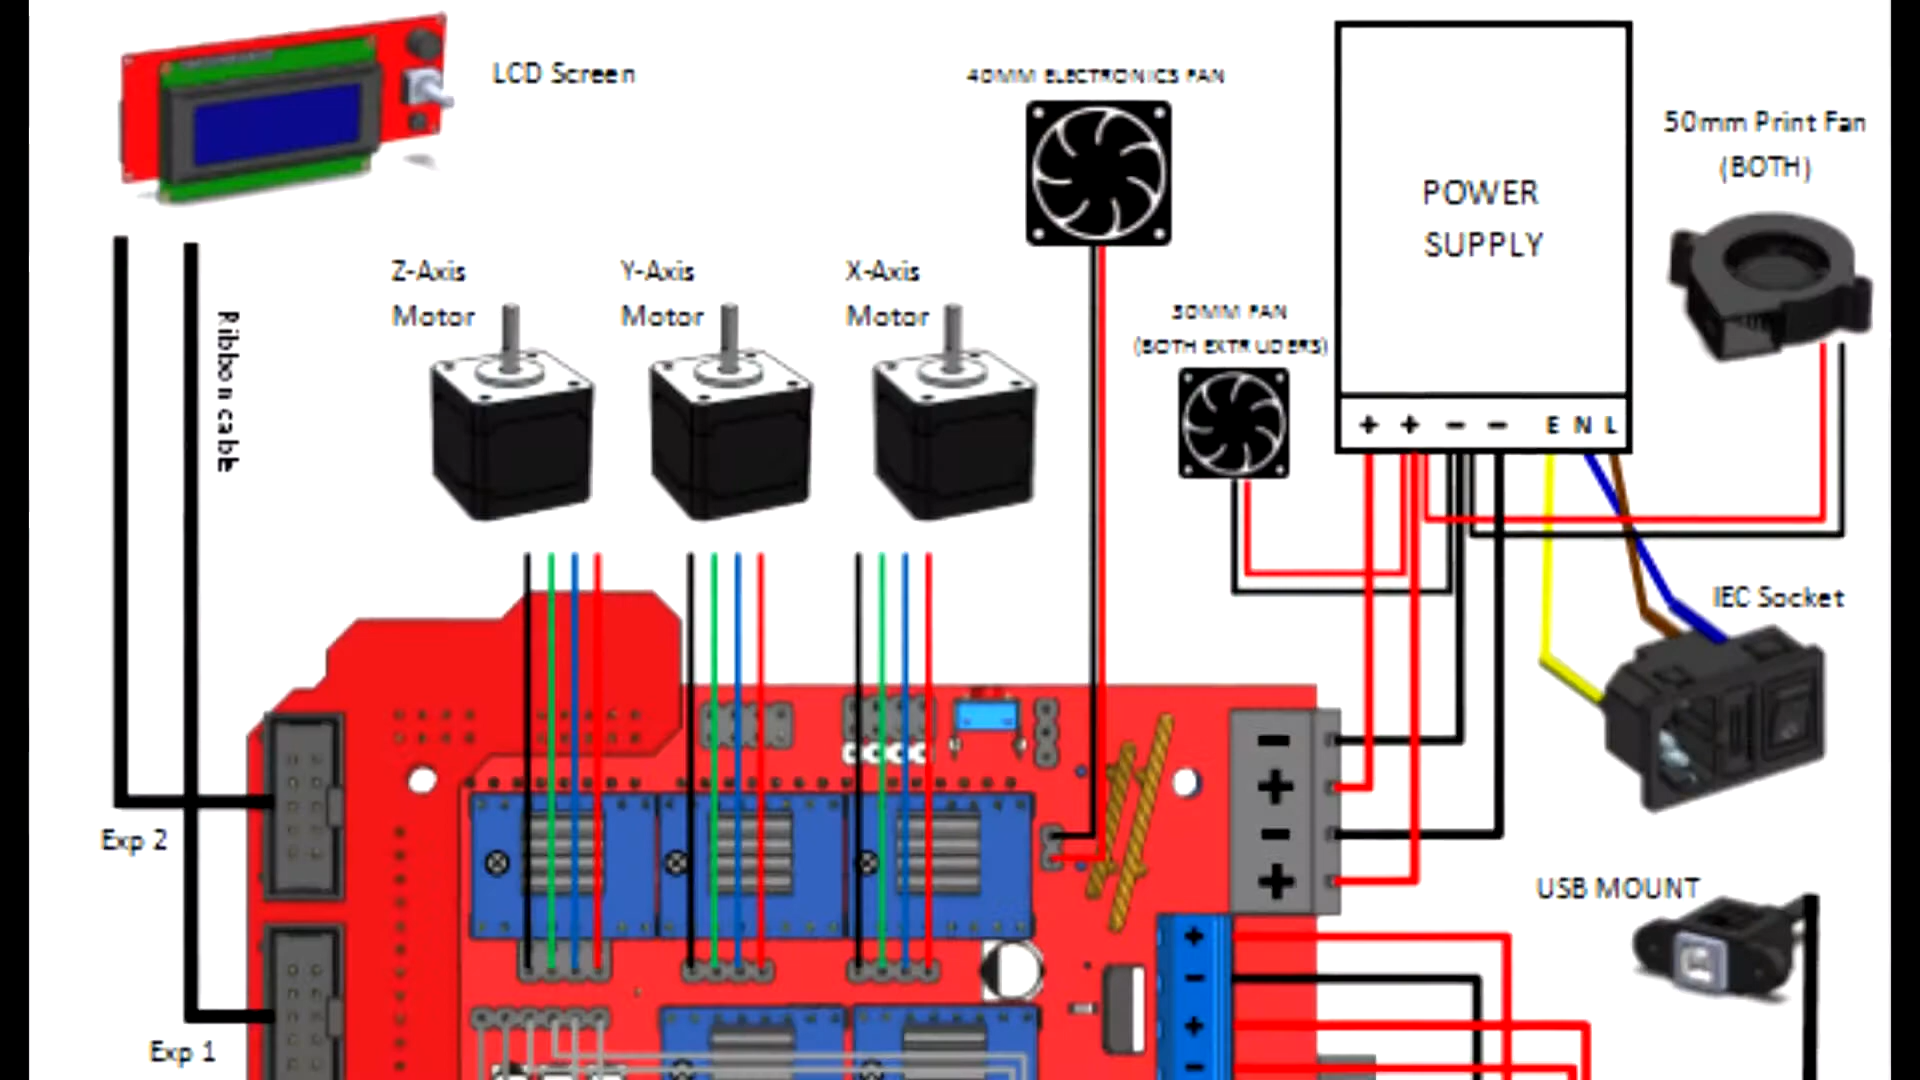 LCD Screen
40MM ELECTRONICS FAN
50mm Print Fan
(BOTH)
POWER
SUPPLY
Z-Axis
Motor
Y-Axis
Motor
X-Axis
Motor
30MM FAN
(BOTH EXTRUDERS)
Ribbon cable
+ + - - E N L
IEC Socket
-
+
-
+
Exp 2
USB MOUNT
+
-
+
-
Exp 1